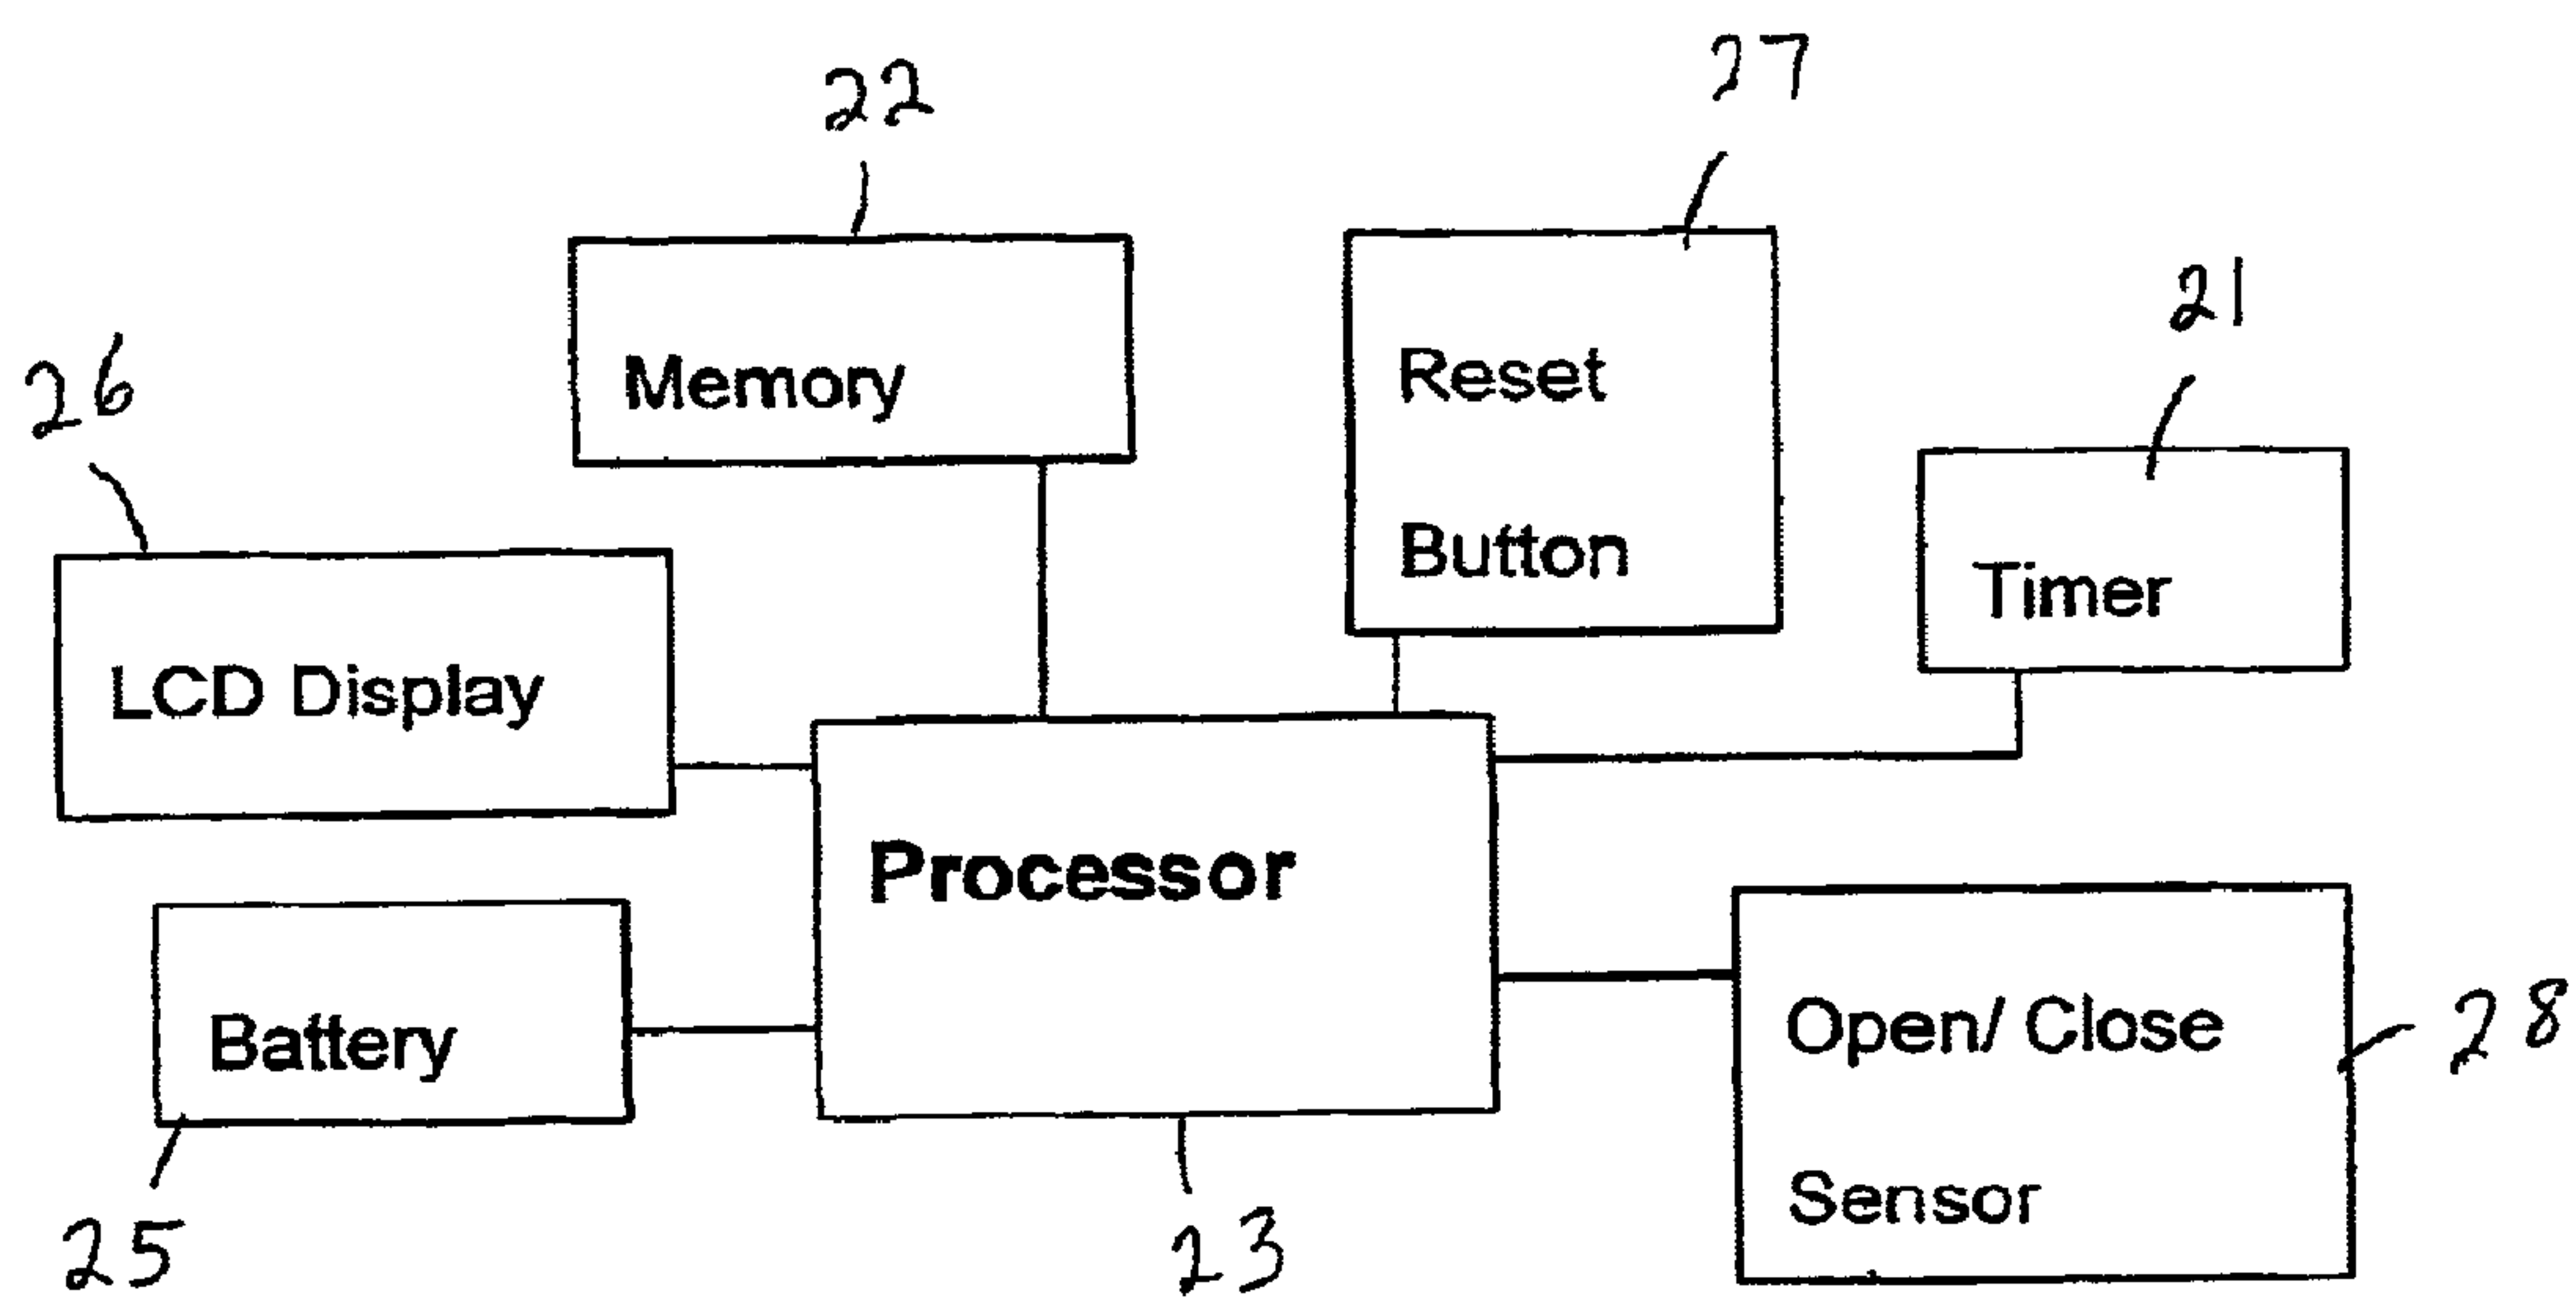 27
22
21
26
Memory
Reset
Button
Timer
LCD Display
Processor
Battery
Open/ Close
Sensor
28
25
23